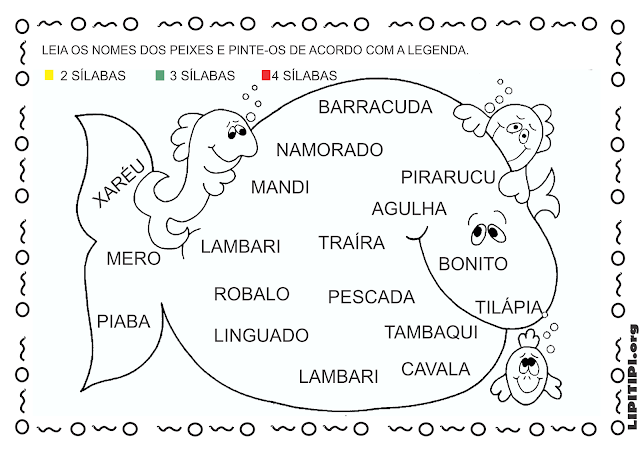 LEIA OS NOMES DOS PEIXES E PINTE-OS DE ACORDO COM A LEGENDA.
2 SÍLABAS 3 SÍLABAS 4 SÍLABAS
BARRACUDA
NAMORADO
XARÉU
MANDI
PIRARUCU
AGULHA
LAMBARI
TRAÍRA
MERO
BONITO
ROBALO
PESCADA
TILÁPIA
PIABA
LINGUADO
TAMBAQUI
LAMBARI
CAVALA
LIPITIPI.org